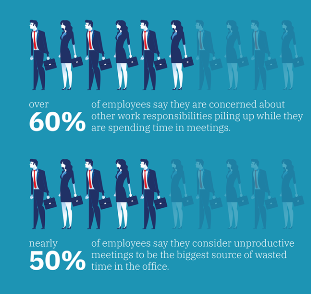 over
60%
of employees say they are concerned about
other work responsibilities piling up while they
are spending time in meetings.
nearly
50%
of employees say they consider unproductive
meetings to be the biggest source of wasted
time in the office.